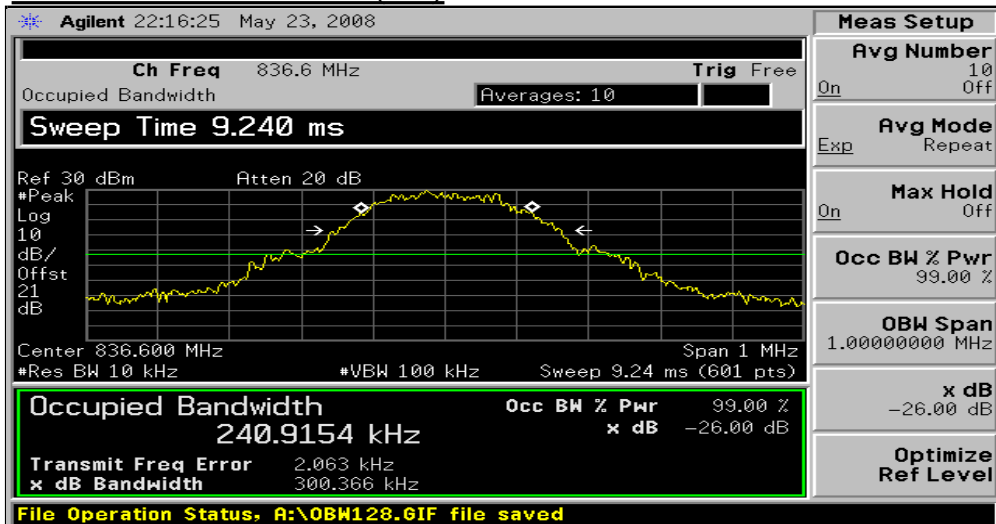 Agilent 22:16:25 May 23, 2008
Meas Setup
Ch Freq 836.6 MHz Trig Free
Occupied Bandwidth Averages: 10
Sweep Time 9.240 ms
Ref 30 dBm Atten 20 dB
#Peak
Log
10
dB/
Offst
21
dB
Center 836.600 MHz Span 1 MHz
#Res BW 10 kHz #VBW 100 kHz Sweep 9.24 ms (601 pts)
Occupied Bandwidth Occ BW % Pwr 99.00 %
240.9154 kHz x dB -26.00 dB
Transmit Freq Error 2.063 kHz
x dB Bandwidth 300.366 kHz
Avg Number
10
On Off
Avg Mode
Exp Repeat
Max Hold
On Off
Occ BW % Pwr
99.00 %
OBW Span
1.00000000 MHz
x dB
-26.00 dB
Optimize
Ref Level
File Operation Status, A:\OBW128.GIF file saved